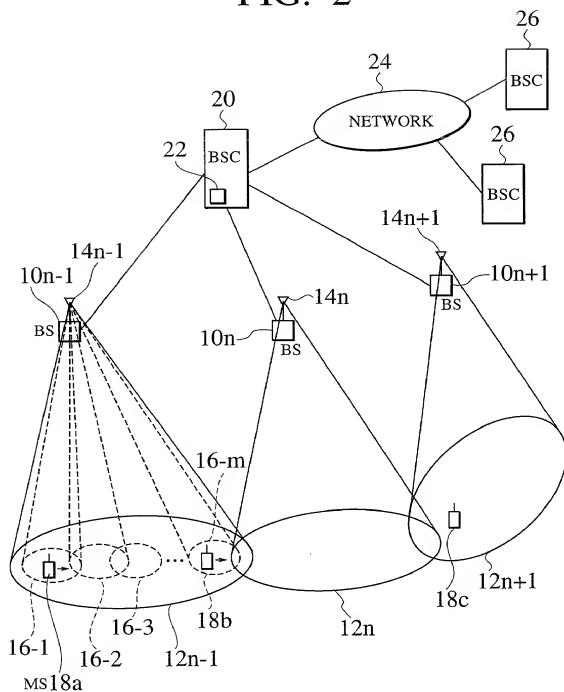 FIG. 2
26
24
20
BSC
NETWORK
BSC
22
26
BSC
14n+1
14n-1
10n-1
14n
10n+1
BS
BS
10n
BS
16-m
18c
12n+1
16-1
16-2
16-3
12n-1
18b
12n
MS18a